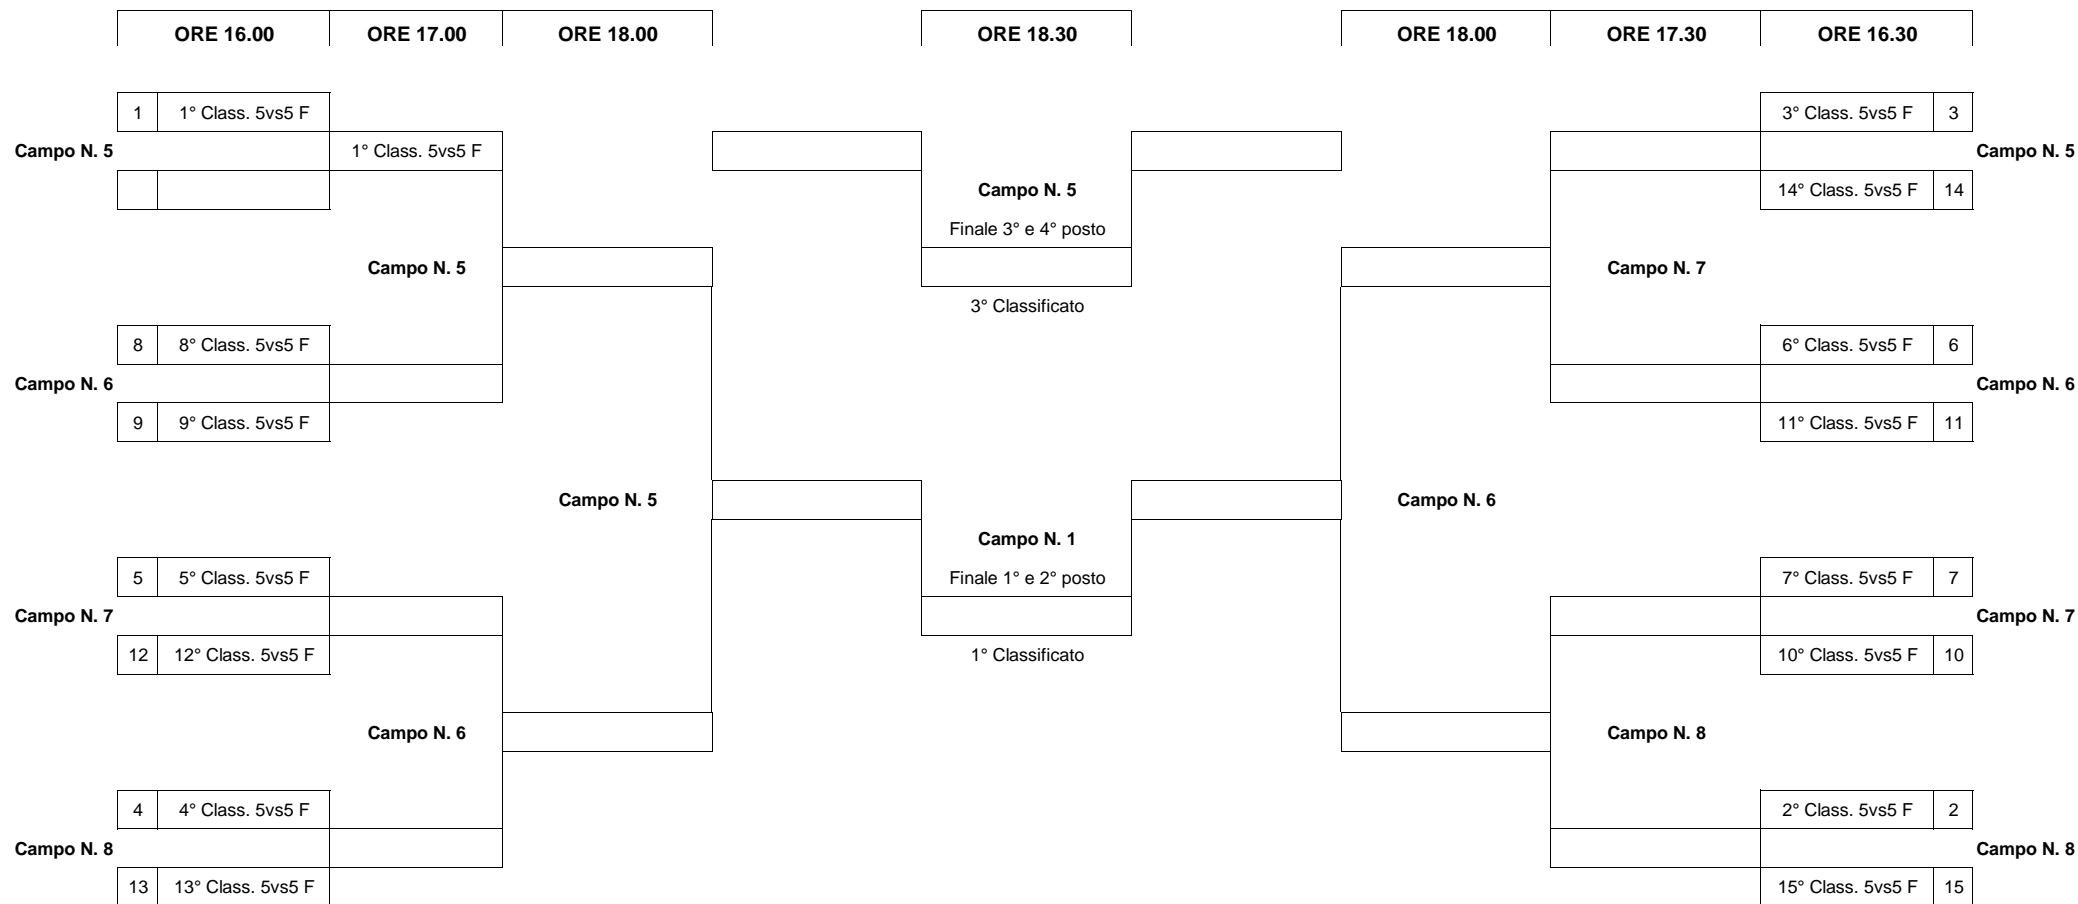 ORE 16.00 ORE 17.00 ORE 18.00 ORE 18.30 ORE 18.00 ORE 17.30 ORE 16.30
1 1° Class. 5vs5 F 3° Class. 5vs5 F 3
Campo N. 5 1° Class. 5vs5 F Campo N. 5
Campo N. 5 14° Class. 5vs5 F 14
Finale 3° e 4° posto
Campo N. 5 Campo N. 7
3° Classificato
8 8° Class. 5vs5 F 6° Class. 5vs5 F 6
Campo N. 6 Campo N. 6
9 9° Class. 5vs5 F 11° Class. 5vs5 F 11
Campo N. 5 Campo N. 6
Campo N. 1
5 5° Class. 5vs5 F Finale 1° e 2° posto 7° Class. 5vs5 F 7
Campo N. 7 Campo N. 7
12 12° Class. 5vs5 F 1° Classificato 10° Class. 5vs5 F 10
Campo N. 6 Campo N. 8
4 4° Class. 5vs5 F 2° Class. 5vs5 F 2
Campo N. 8 Campo N. 8
13 13° Class. 5vs5 F 15° Class. 5vs5 F 15